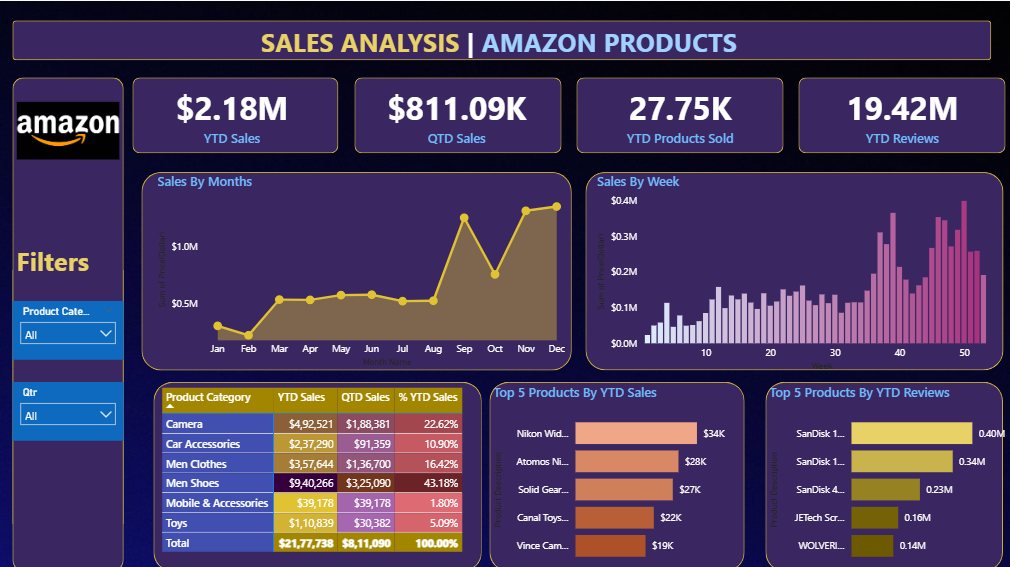 SALES ANALYSIS | AMAZON PRODUCTS
amazon
$2.18M
YTD Sales
$811.09K
QTD Sales
27.75K
YTD Products Sold
19.42M
YTD Reviews
Filters
Product Cate...
All
Qtr
All
Sales By Months
$1.0M
$0.5M
Jan Feb Mar Apr May Jun Jul Aug Sep Oct Nov Dec
Month Name
Sales By Week
$0.4M
$0.3M
$0.2M
$0.1M
$0.0M
10 20 30 40 50
Product Category YTD Sales QTD Sales % YTD Sales
Camera $4,92,521 $1,88,381 22.62%
Car Accessories $2,37,290 $91,359 10.90%
Men Clothes $3,57,644 $1,36,700 16.42%
Men Shoes $9,40,266 $3,25,090 43.18%
Mobile & Accessories $39,178 $39,178 1.80%
Toys $1,10,839 $30,382 5.09%
Total $21,77,738 $8,11,090 100.00%
Top 5 Products By YTD Sales
Product Description
Nikon Wid... $34K
Atomos Ni... $28K
Solid Gear... $27K
Canal Toys... $22K
Vince Cam... $19K
Top 5 Products By YTD Reviews
Product Description
SanDisk 1... 0.40M
SanDisk 1... 0.34M
SanDisk 4... 0.23M
JETech Scr... 0.16M
WOLVERI... 0.14M